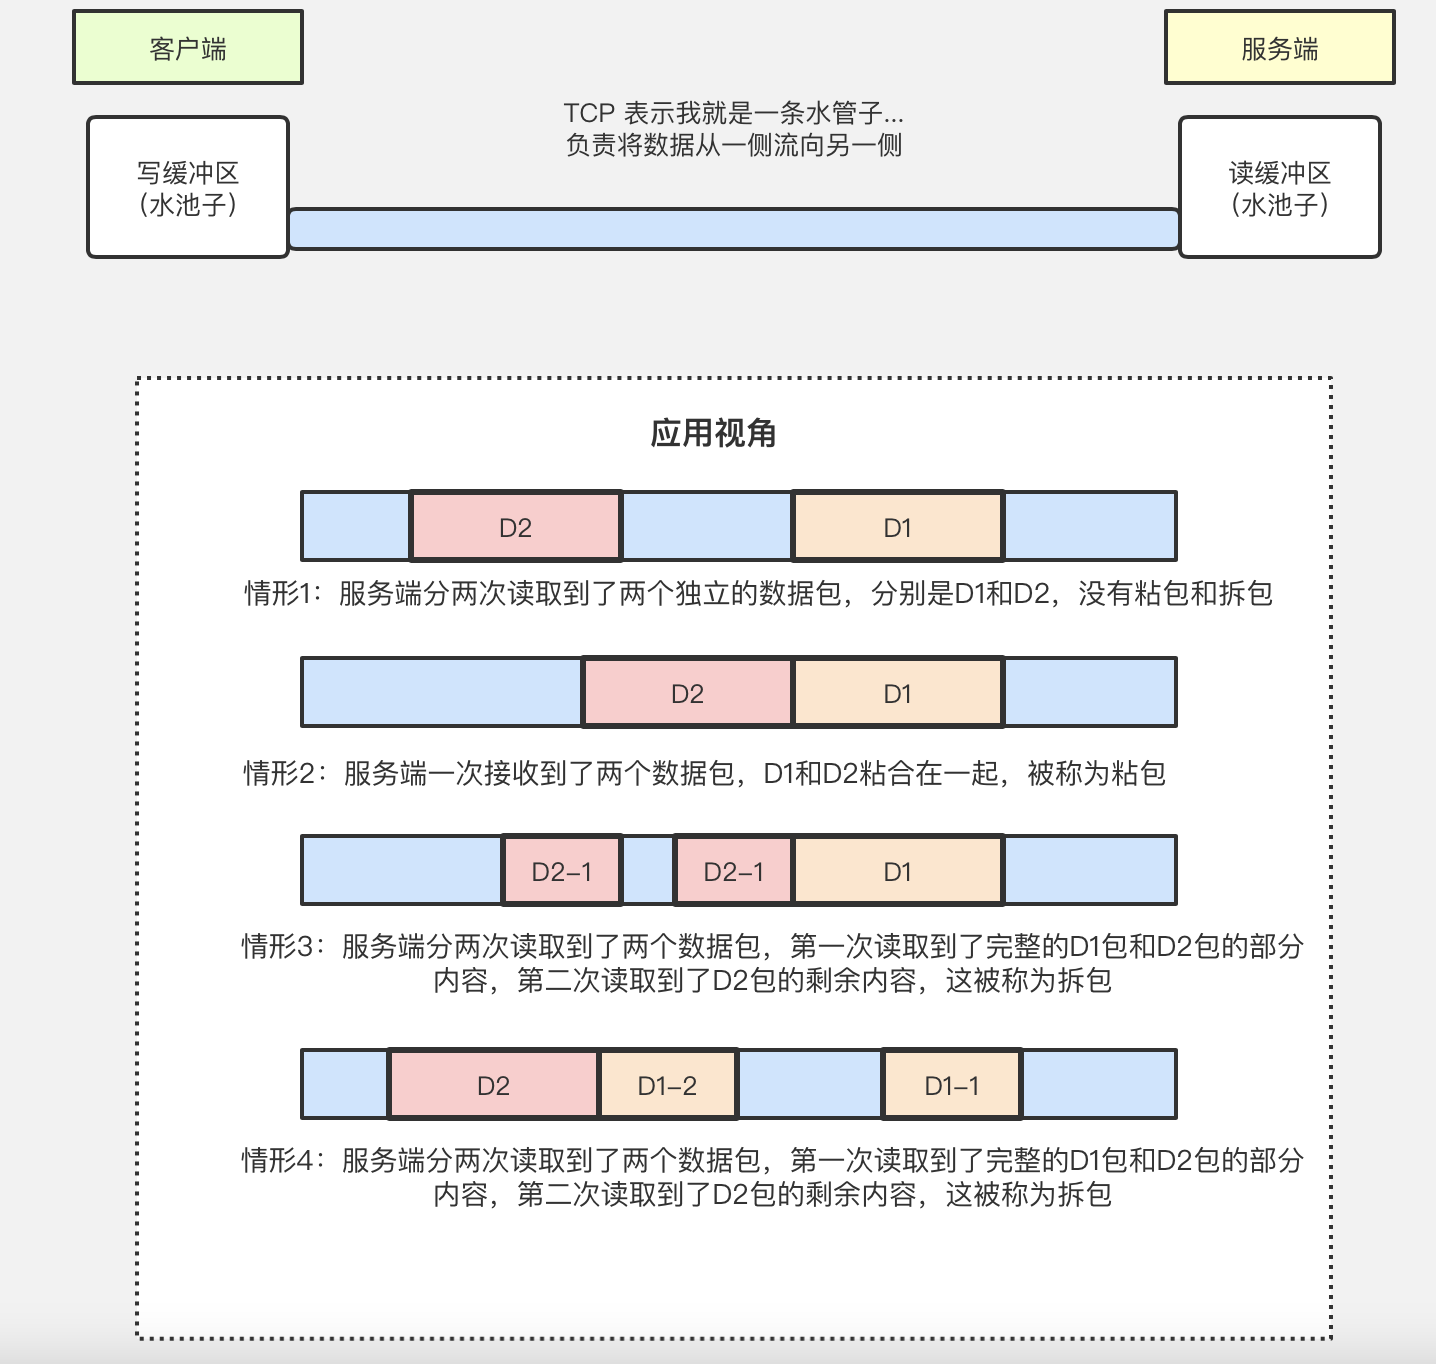 客户端
服务端
TCP 表示我就是一条水管子...
负责将数据从一侧流向另一侧
写缓冲区
（水池子）
读缓冲区
（水池子）
应用视角
D2
D1
情形1：服务端分两次读取到了两个独立的数据包，分别是D1和D2，没有粘包和拆包
D2
D1
情形2：服务端一次接收到了两个数据包，D1和D2粘合在一起，被称为粘包
D2-1
D2-1
D1
情形3：服务端分两次读取到了两个数据包，第一次读取到了完整的D1包和D2包的部分
内容，第二次读取到了D2包的剩余内容，这被称为拆包
D2
D1-2
D1-1
情形4：服务端分两次读取到了两个数据包，第一次读取到了完整的D1包和D2包的部分
内容，第二次读取到了D2包的剩余内容，这被称为拆包